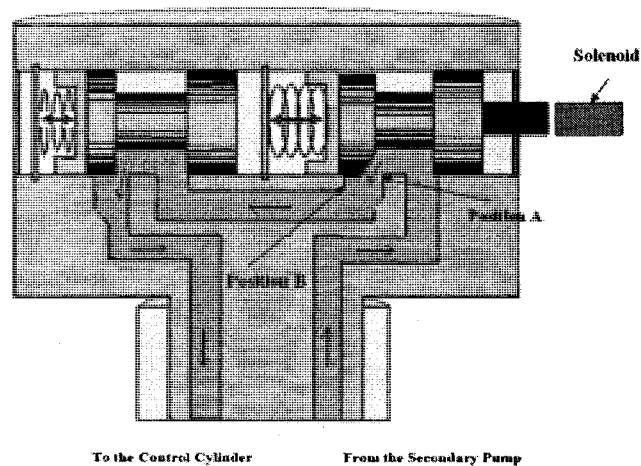 Solenoid
Position A
Position B
To the Control Cylinder
From the Secondary Pump